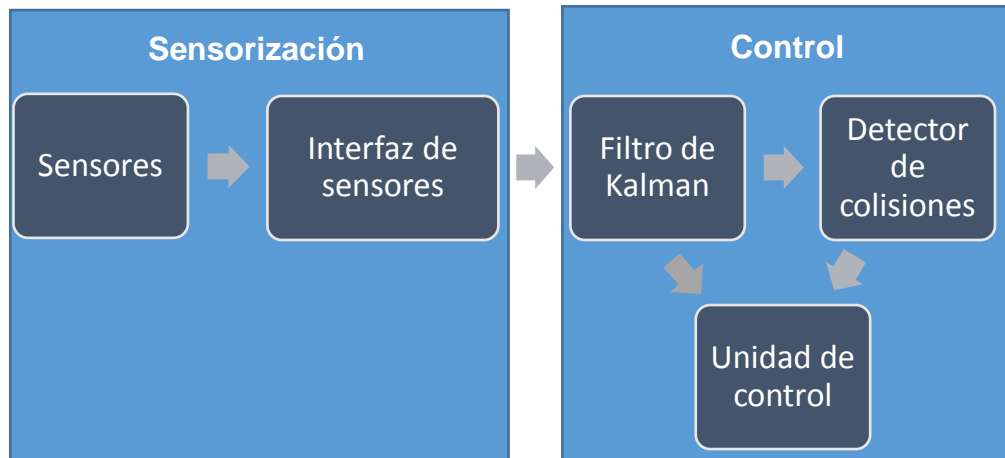 Sensorización
Sensores
Interfaz de
sensores
Control
Filtro de
Kalman
Detector
de
colisiones
Unidad de
control